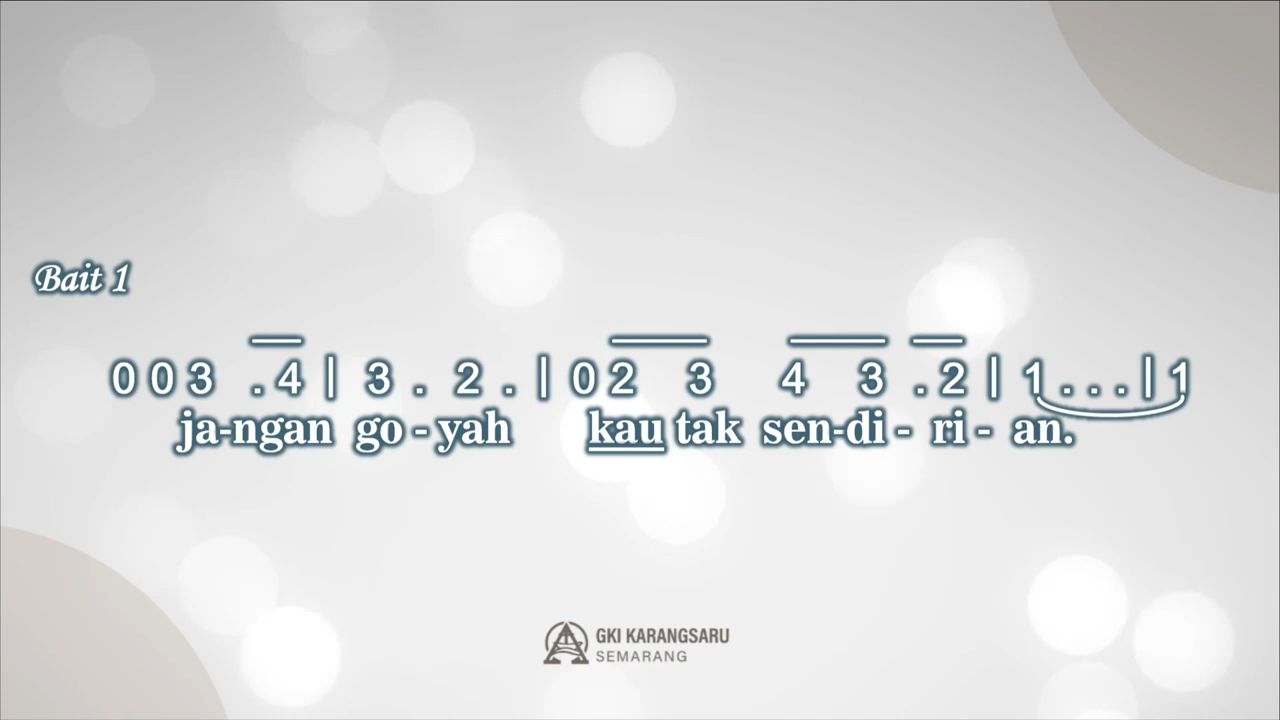 Bait 1
0 0 3 . 4 | 3 . 2 . | 0 2 3 4 3 . 2 | 1 . . . | 1
ja-ngan go - yah kau tak sen-di - ri - an.
GKI KARANGSARU
SEMARANG